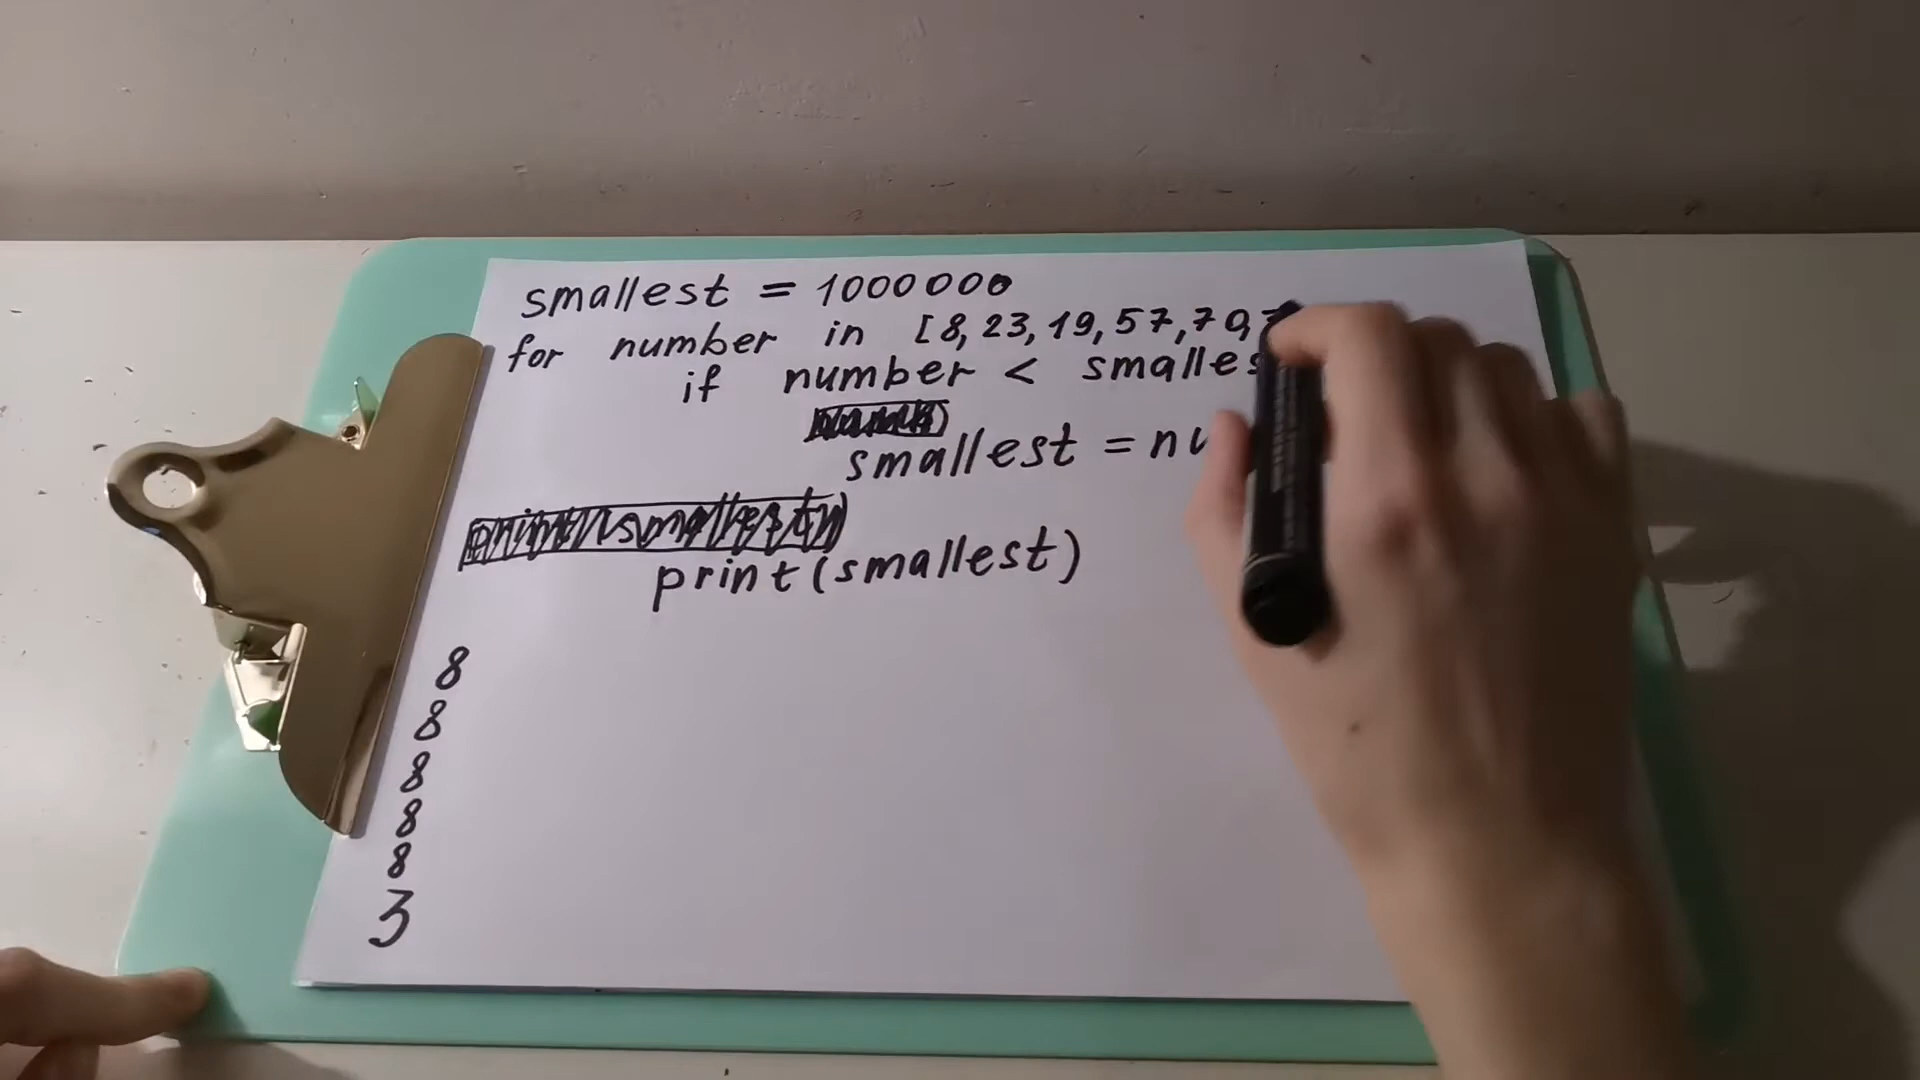 smallest = 1000000
for number in [8, 23, 19, 57, 70,
if number < smalles
smallest = nu
print(smallest)
8
8
8
8
8
3